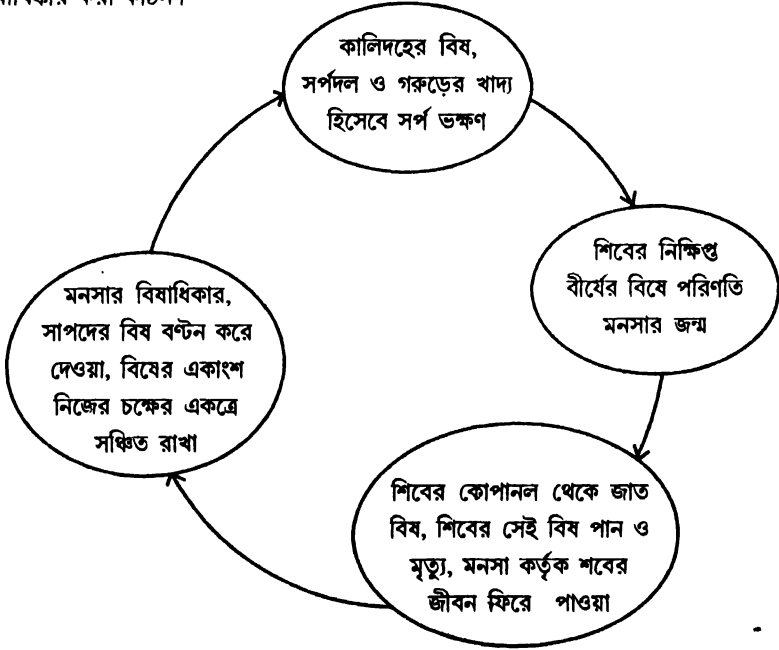 কালিদহের বিষ,
সর্পদল ও গরুড়ের খাদ্য
হিসেবে সর্প ভক্ষণ
শিবের নিক্ষিপ্ত
বীর্যের বিষে পরিণতি
মনসার জন্ম
শিবের কোপানল থেকে জাত
বিষ, শিবের সেই বিষ পান ও
মৃত্যু, মনসা কর্তৃক শবের
জীবন ফিরে পাওয়া
মনসার বিষাধিকার,
সাপদের বিষ বণ্টন করে
দেওয়া, বিষের একাংশ
নিজের চক্ষের একত্রে
সঞ্চিত রাখা